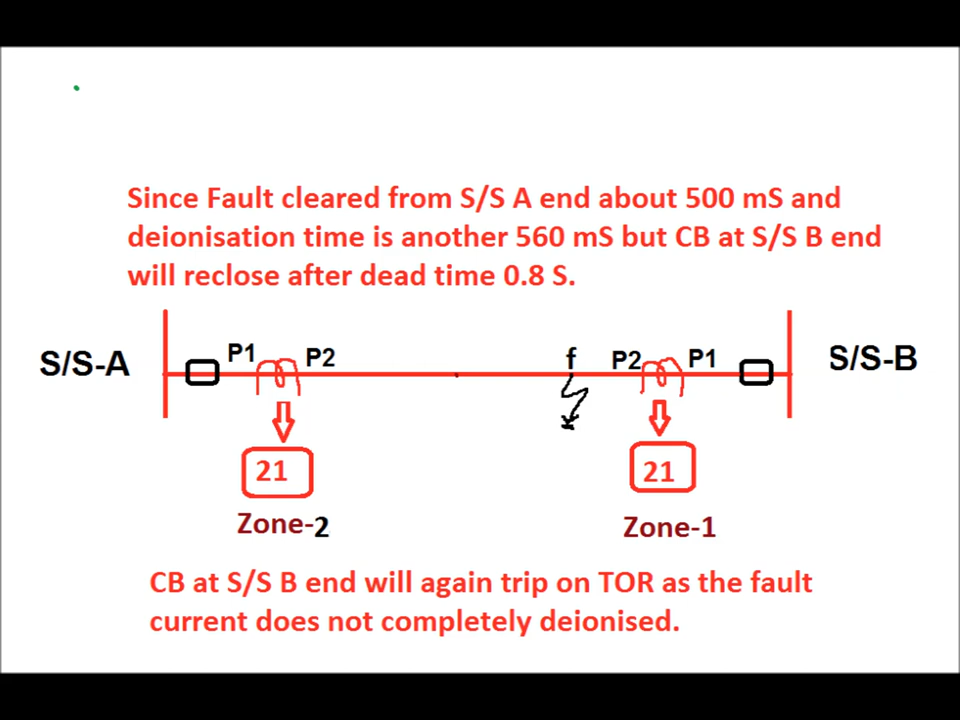 Since Fault cleared from S/S A end about 500 mS and
deionisation time is another 560 mS but CB at S/S B end
will reclose after dead time 0.8 S.
S/S-A P1 P2 f P2 P1 S/S-B
21 21
Zone-2 Zone-1
CB at S/S B end will again trip on TOR as the fault
current does not completely deionised.